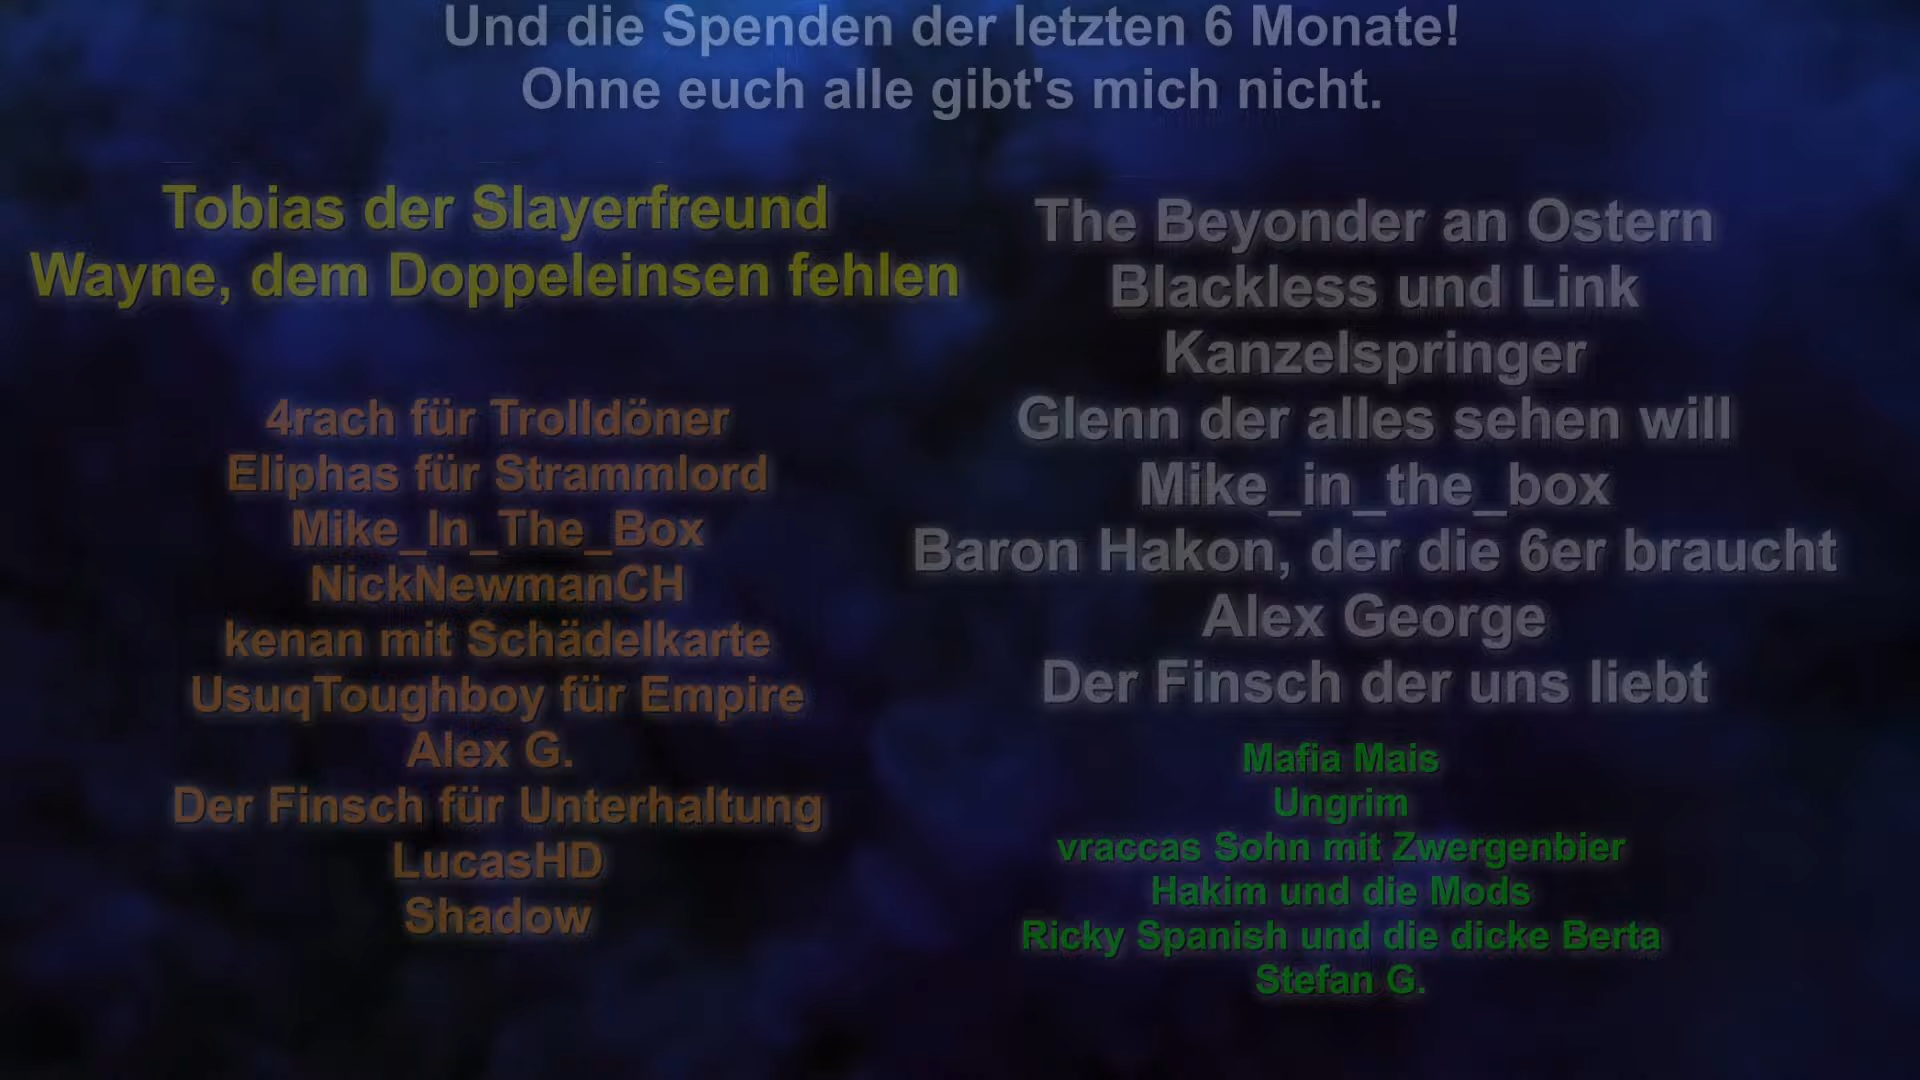 Und die Spenden der letzten 6 Monate!
Ohne euch alle gibt's mich nicht.
Tobias der Slayerfreund
Wayne, dem Doppeleinsen fehlen
4rach für Trolldöner
Eliphas für Strammlord
Mike_In_The_Box
NickNewmanCH
kenan mit Schädelkarte
UsuqToughboy für Empire
Alex G.
Der Finsch für Unterhaltung
LucasHD
Shadow
The Beyonder an Ostern
Blackless und Link
Kanzelspringer
Glenn der alles sehen will
Mike_in_the_box
Baron Hakon, der die 6er braucht
Alex George
Der Finsch der uns liebt
Mafia Mais
Ungrim
vraccas Sohn mit Zwergenbier
Hakim und die Mods
Ricky Spanish und die dicke Berta
Stefan G.